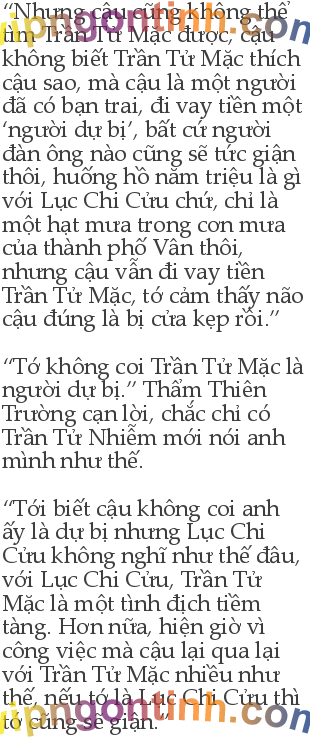 “Nhưng cậu cũng không thể
tìm Trần Tử Mặc được, cậu
không biết Trần Tử Mặc thích
cậu sao, mà cậu là một người
đã có bạn trai, đi vay tiền một
‘người dự bị’, bất cứ người
đàn ông nào cũng sẽ tức giận
thôi, huống hồ năm triệu là gì
với Lục Chi Cửu chứ, chỉ là
một hạt mưa trong cơn mưa
của thành phố Vân thôi,
nhưng cậu vẫn đi vay tiền
Trần Tử Mặc, tớ cảm thấy não
cậu đúng là bị cửa kẹp rồi.”
“Tớ không coi Trần Tử Mặc là
người dự bị.” Thẩm Thiên
Trường cạn lời, chắc chỉ có
Trần Tử Nhiễm mới nói anh
mình như thế.
“Tới biết cậu không coi anh
ấy là dự bị nhưng Lục Chi
Cửu không nghĩ như thế đâu,
với Lục Chi Cửu, Trần Tử
Mặc là một tình địch tiềm
tàng. Hơn nữa, hiện giờ vì
công việc mà cậu lại qua lại
với Trần Tử Mặc nhiều như
thế, nếu tớ là Lục Chi Cửu thì
tớ cũng sẽ giận.
vipngontinh.com
vipngontinh.com